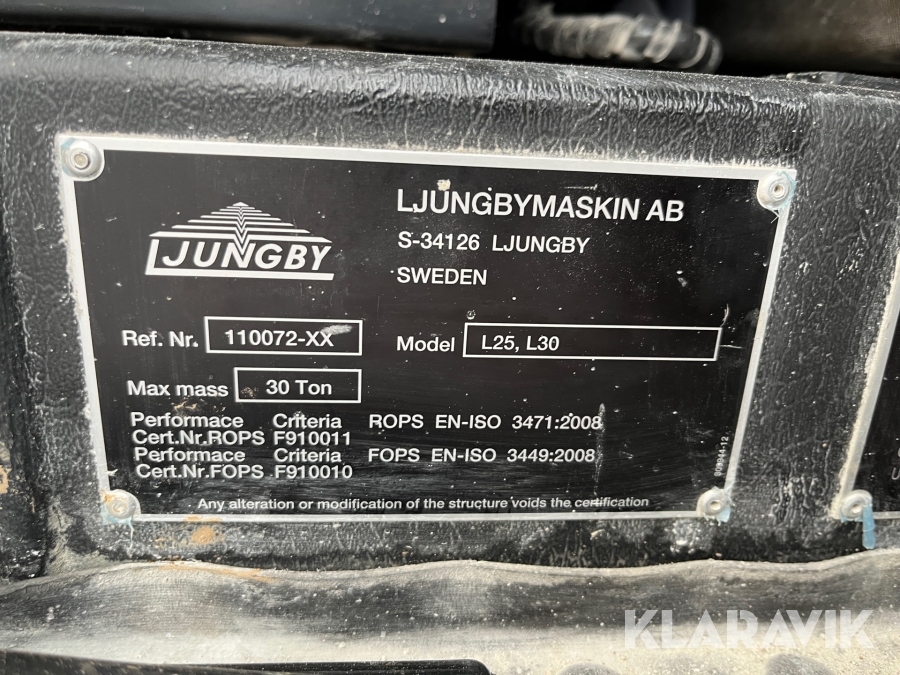 LJUNGBY
LJUNGBYMASKIN AB
S-34126 LJUNGBY
SWEDEN
Ref. Nr. 110072-XX
Model L25, L30
Max mass 30 Ton
Performace Criteria ROPS EN-ISO 3471:2008
Cert.Nr.ROPS F910011
Performace Criteria FOPS EN-ISO 3449:2008
Cert.Nr.FOPS F910010
Any alteration or modification of the structure voids the certification
KLARAVIK